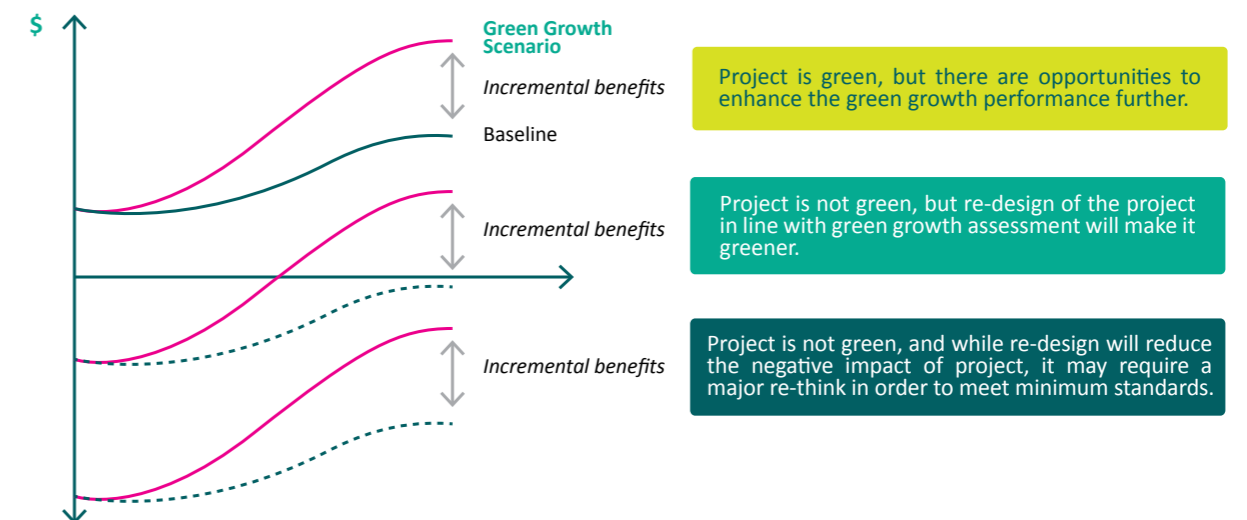 $
Green Growth
Scenario
Incremental benefits
Baseline
Project is green, but there are opportunities to
enhance the green growth performance further.
Incremental benefits
Project is not green, but re-design of the project
in line with green growth assessment will make it
greener.
Incremental benefits
Project is not green, and while re-design will reduce
the negative impact of project, it may require a
major re-think in order to meet minimum standards.